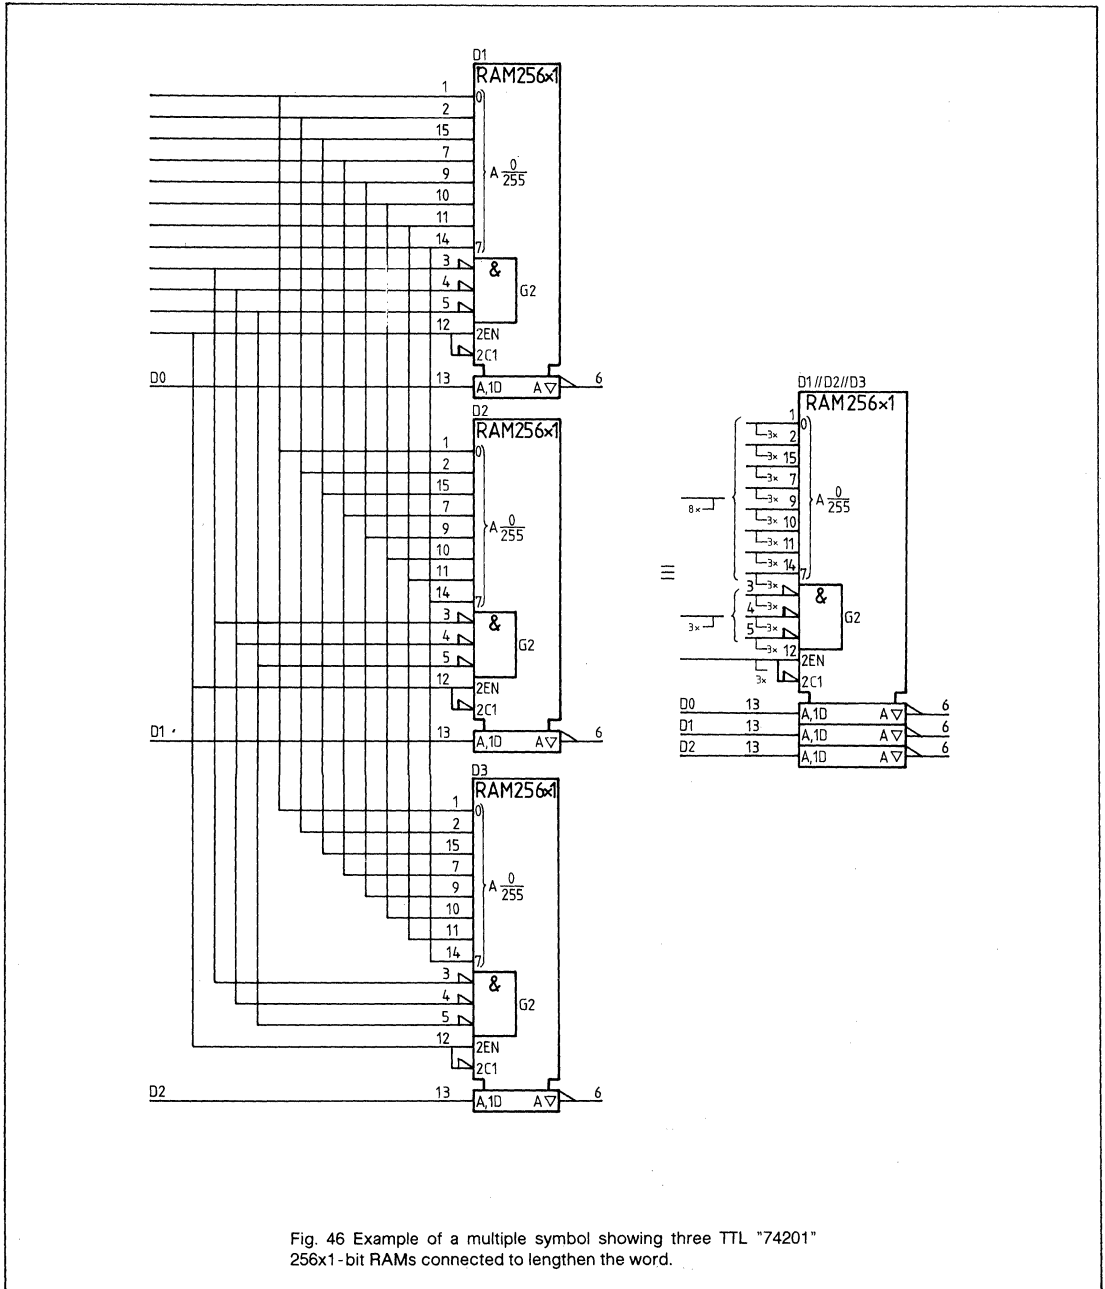 D1
RAM256x1
1
0
2
15
7
9
A 0/255
10
11
14
7
3
&
4
G2
5
12
2EN
2C1
D0
13
A,1D
A▽
6
D2
RAM256x1
1
0
2
15
7
9
A 0/255
10
11
14
7
3
&
4
G2
5
12
2EN
2C1
D1
13
A,1D
A▽
6
D3
RAM256x1
1
0
2
15
7
9
A 0/255
10
11
14
7
3
&
4
G2
5
12
2EN
2C1
D2
13
A,1D
A▽
6
≡
D1//D2//D3
RAM256x1
1
0
3x 2
3x 15
3x 7
3x 9
8x
A 0/255
3x 10
3x 11
3x 14
7
3x
3
&
3x
4
G2
3x
3x
5
3x 12
2EN
3x
2C1
D0 13 A,1D A▽ 6
D1 13 A,1D A▽ 6
D2 13 A,1D A▽ 6
Fig. 46 Example of a multiple symbol showing three TTL "74201"
256x1-bit RAMs connected to lengthen the word.